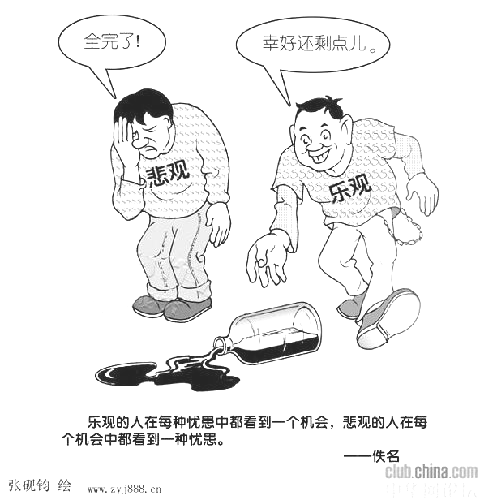 全完了!
幸好还剩点儿。
悲观
乐观
乐观的人在每种忧患中都看到一个机会，悲观的人在每
个机会中都看到一种忧患。
——佚名
张砚钧 绘 www.zyj888.cn
club.china.com